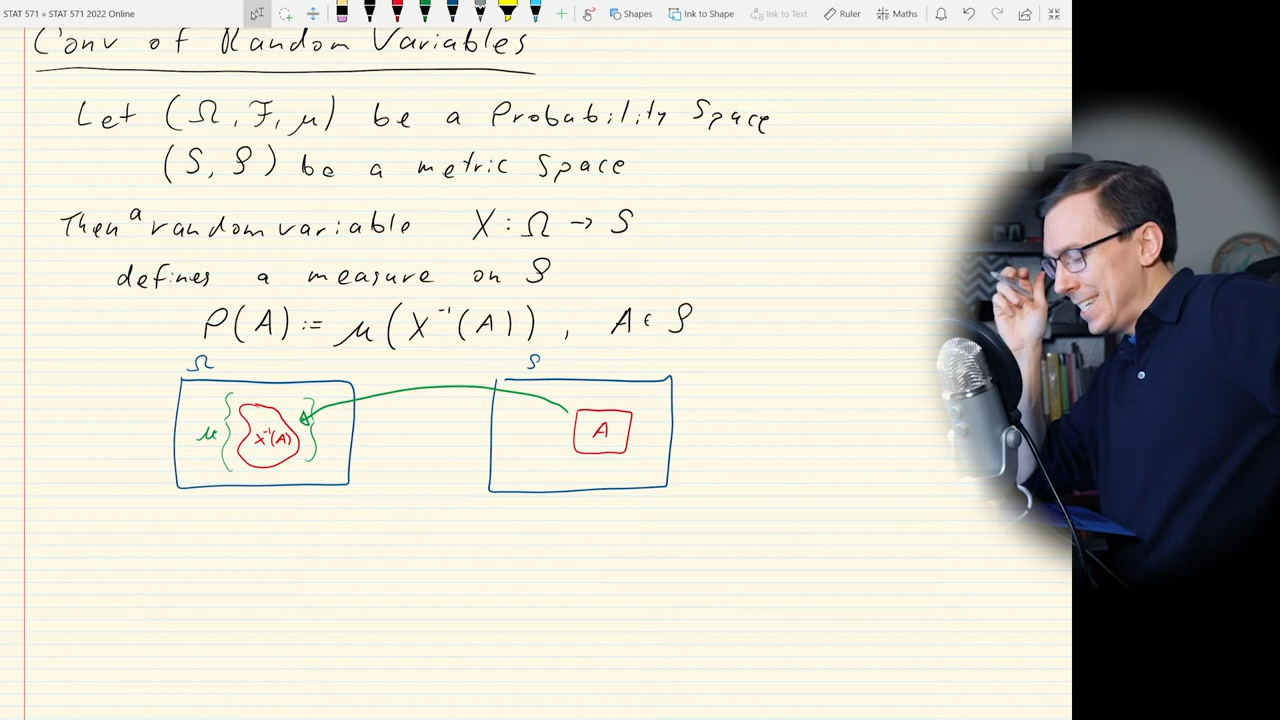 STAT 571 » STAT 571 2022 Online
Shapes Ink to Shape Ink to Text Ruler Maths
Conv of Random Variables
Let (Ω, ℱ, μ) be a Probability Space
(S, 𝒮) be a metric Space
Then a random variable X : Ω → S
defines a measure on 𝒮
P(A) := μ(X⁻¹(A)), A ∈ 𝒮
Ω S
μ { X⁻¹(A) } A